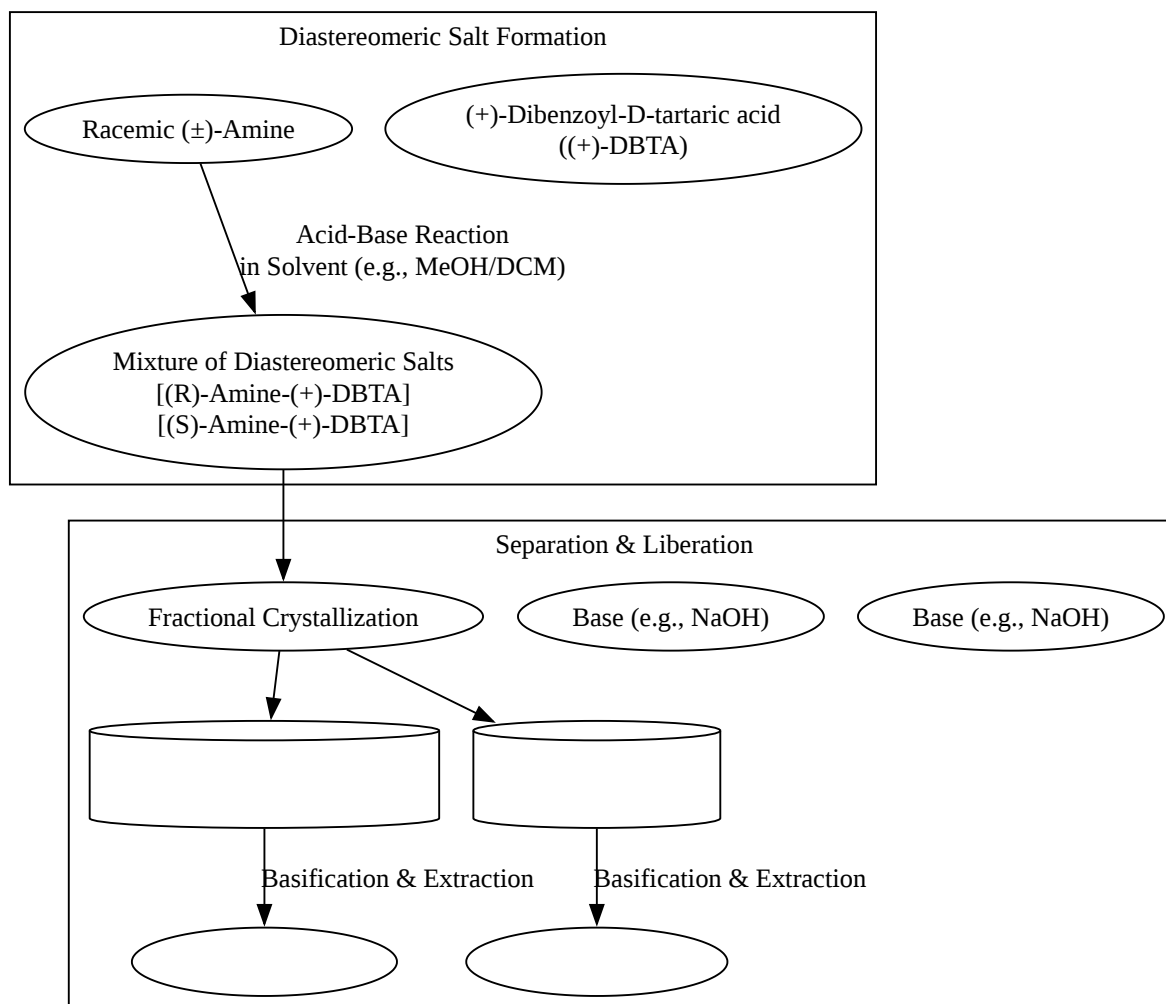 Diastereomeric Salt Formation
Racemic (±)-Amine
(+)-Dibenzoyl-D-tartaric acid
((+)-DBTA)
Acid-Base Reaction
in Solvent (e.g., MeOH/DCM)
Mixture of Diastereomeric Salts
[(R)-Amine-(+)-DBTA]
[(S)-Amine-(+)-DBTA]
Separation & Liberation
Fractional Crystallization
Base (e.g., NaOH)
Base (e.g., NaOH)
Basification & Extraction
Basification & Extraction